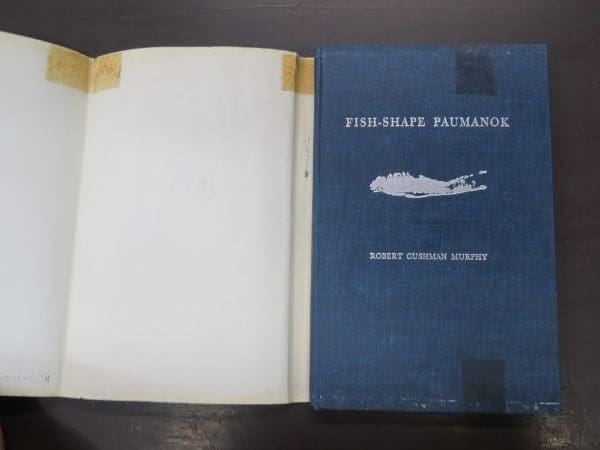 FISH-SHAPE PAUMANOK
ROBERT CUSHMAN MURPHY